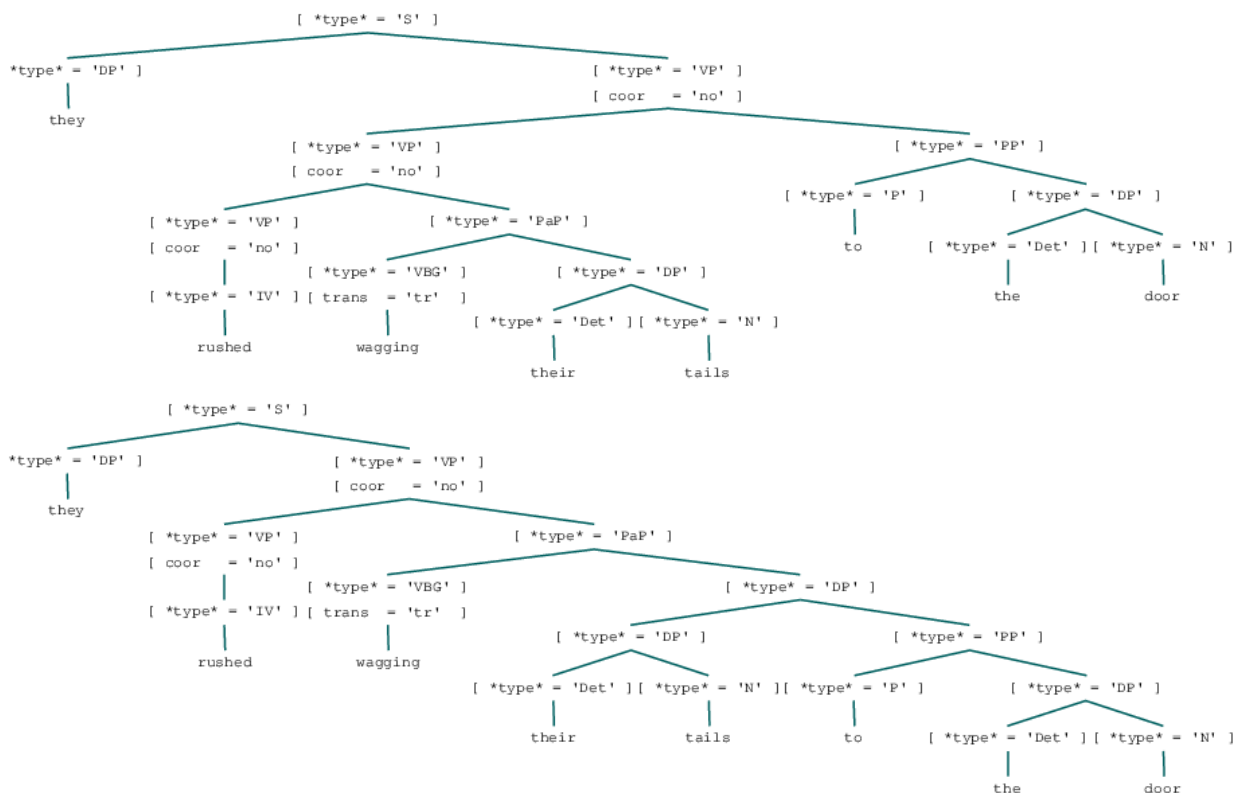 [ *type* = 'S' ]
*type* = 'DP' ] [ *type* = 'VP' ]
[ coor = 'no' ]
they
[ *type* = 'VP' ] [ *type* = 'PP' ]
[ coor = 'no' ]
[ *type* = 'P' ] [ *type* = 'DP' ]
[ *type* = 'VP' ] [ *type* = 'PaP' ]
[ coor = 'no' ] to [ *type* = 'Det' ][ *type* = 'N' ]
[ *type* = 'VBG' ] [ *type* = 'DP' ]
[ *type* = 'IV' ][ trans = 'tr' ] the door
[ *type* = 'Det' ][ *type* = 'N' ]
rushed wagging
their tails
[ *type* = 'S' ]
*type* = 'DP' ] [ *type* = 'VP' ]
[ coor = 'no' ]
they
[ *type* = 'VP' ] [ *type* = 'PaP' ]
[ coor = 'no' ]
[ *type* = 'VBG' ] [ *type* = 'DP' ]
[ *type* = 'IV' ][ trans = 'tr' ]
[ *type* = 'DP' ] [ *type* = 'PP' ]
rushed wagging
[ *type* = 'Det' ][ *type* = 'N' ][ *type* = 'P' ] [ *type* = 'DP' ]
their tails to [ *type* = 'Det' ][ *type* = 'N' ]
the door